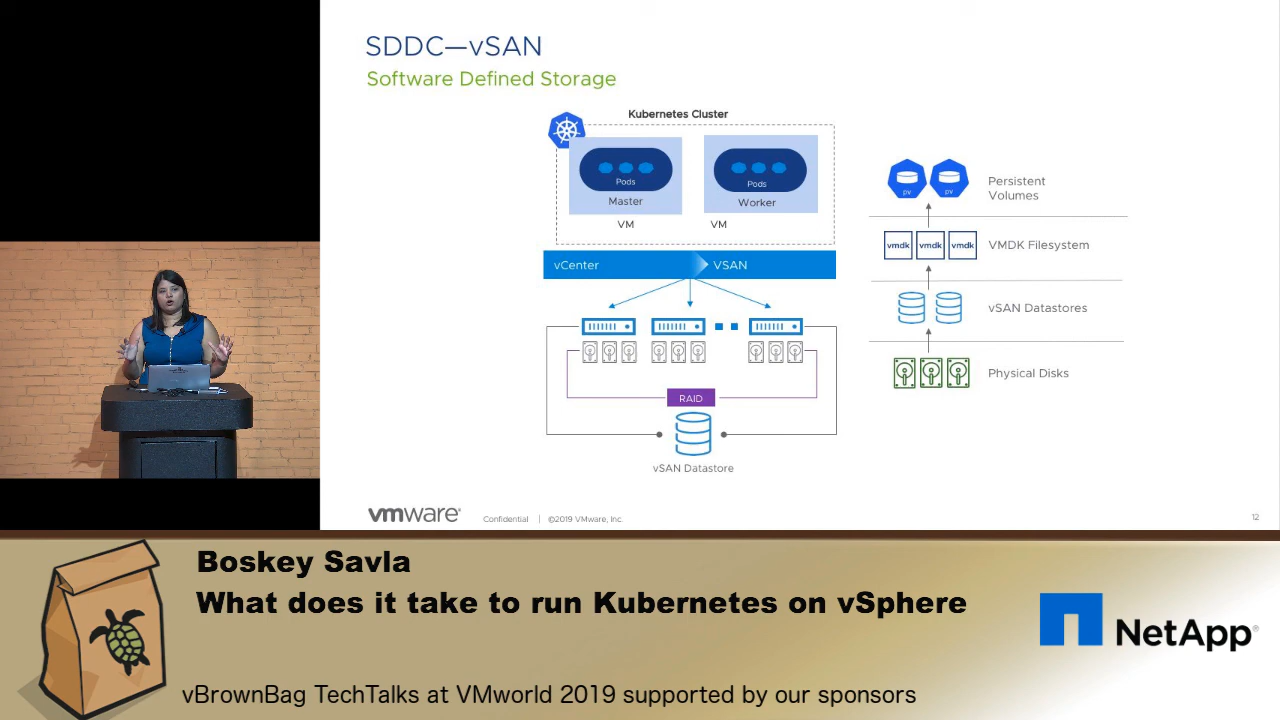 SDDC—vSAN
Software Defined Storage
Kubernetes Cluster
Pods
Master
VM
Pods
Worker
VM
vCenter
VSAN
RAID
vSAN Datastore
pv
pv
Persistent
Volumes
vmdk
vmdk
vmdk
VMDK Filesystem
vSAN Datastores
Physical Disks
vmware®
Confidential | ©2019 VMware, Inc.
12
Boskey Savla
What does it take to run Kubernetes on vSphere
NetApp®
vBrownBag TechTalks at VMworld 2019 supported by our sponsors